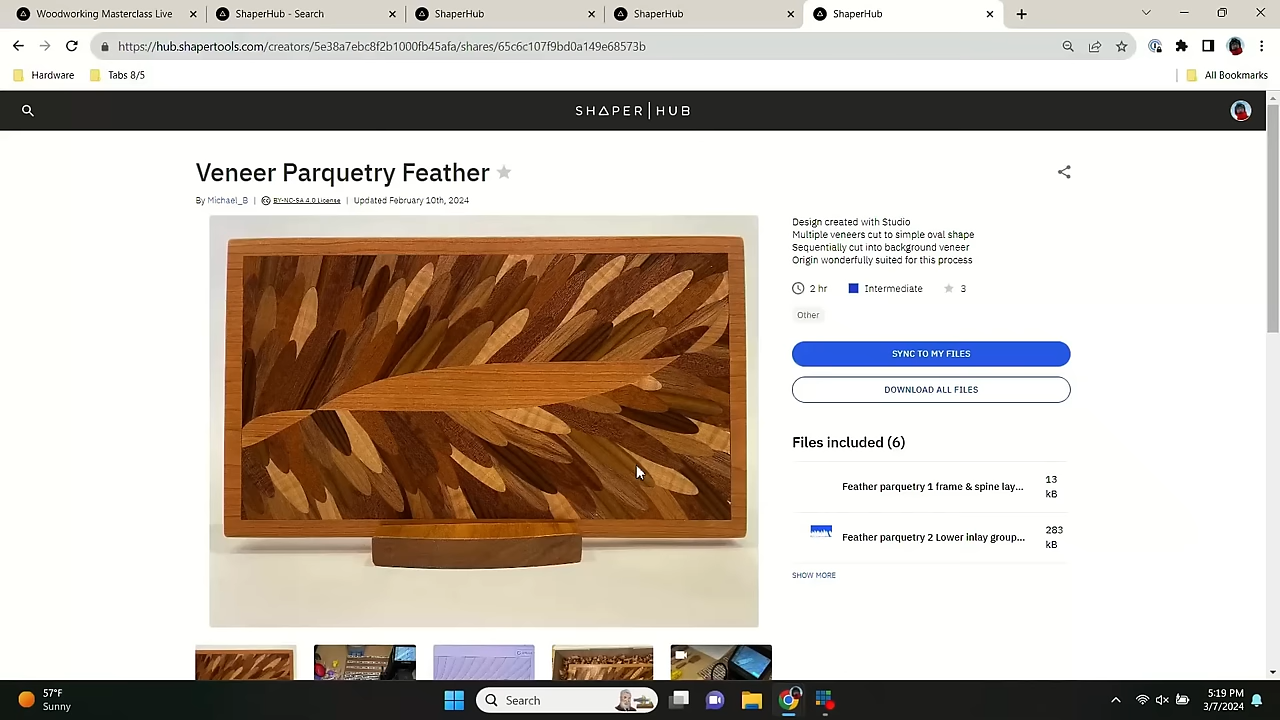 Woodworking Masterclass Live
ShaperHub - Search
ShaperHub
ShaperHub
ShaperHub
https://hub.shapertools.com/creators/5e38a7ebc8f2b1000fb45afa/shares/65c6c107f9bd0a149e68573b
Hardware
Tabs 8/5
All Bookmarks
SHAPER|HUB
Veneer Parquetry Feather
By Michael_B | BY-NC-SA 4.0 License | Updated February 10th, 2024
Design created with Studio
Multiple veneers cut to simple oval shape
Sequentially cut into background veneer
Origin wonderfully suited for this process
2 hr
Intermediate
3
Other
SYNC TO MY FILES
DOWNLOAD ALL FILES
Files included (6)
Feather parquetry 1 frame & spine lay...
13 kB
Feather parquetry 2 Lower inlay group...
283 kB
SHOW MORE
57°F
Sunny
Search
5:19 PM
3/7/2024